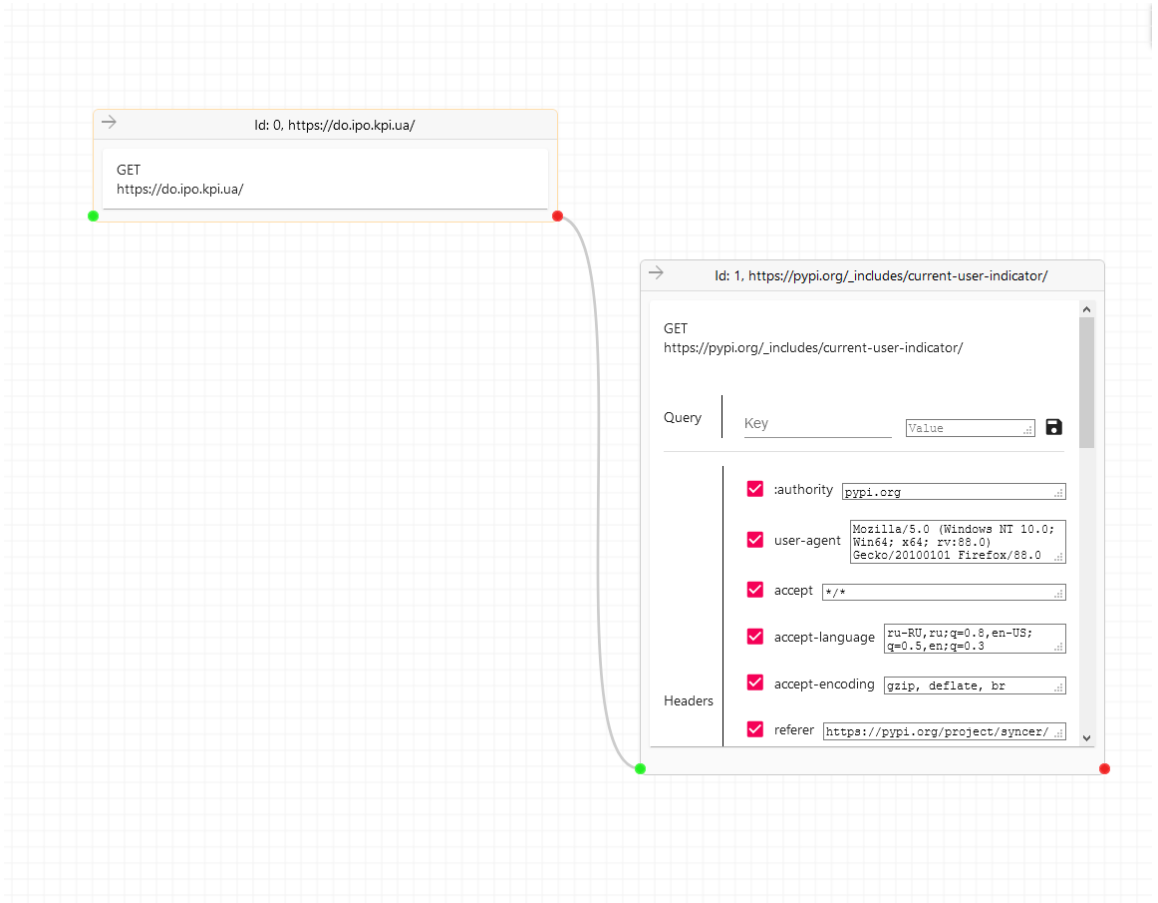 Id: 0, https://do.ipo.kpi.ua/
GET
https://do.ipo.kpi.ua/
Id: 1, https://pypi.org/_includes/current-user-indicator/
GET
https://pypi.org/_includes/current-user-indicator/
Query
Key
Value
:authority
pypi.org
user-agent
Mozilla/5.0 (Windows NT 10.0;
Win64; x64; rv:88.0)
Gecko/20100101 Firefox/88.0
accept
*/*
accept-language
ru-RU,ru;q=0.8,en-US;
q=0.5,en;q=0.3
accept-encoding
gzip, deflate, br
Headers
referer
https://pypi.org/project/syncer/